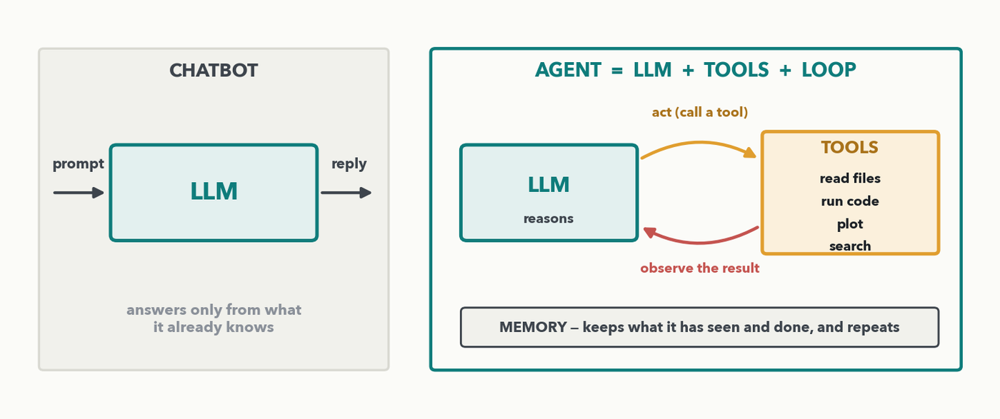 CHATBOT
prompt
LLM
reply
answers only from what
it already knows
AGENT = LLM + TOOLS + LOOP
act (call a tool)
LLM
reasons
TOOLS
read files
run code
plot
search
observe the result
MEMORY – keeps what it has seen and done, and repeats